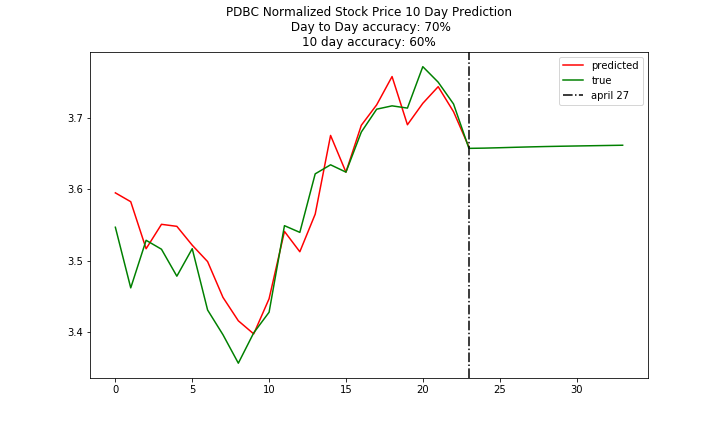 PDBC Normalized Stock Price 10 Day Prediction
Day to Day accuracy: 70%
10 day accuracy: 60%
predicted
true
april 27
3.7
3.6
3.5
3.4
0 5 10 15 20 25 30